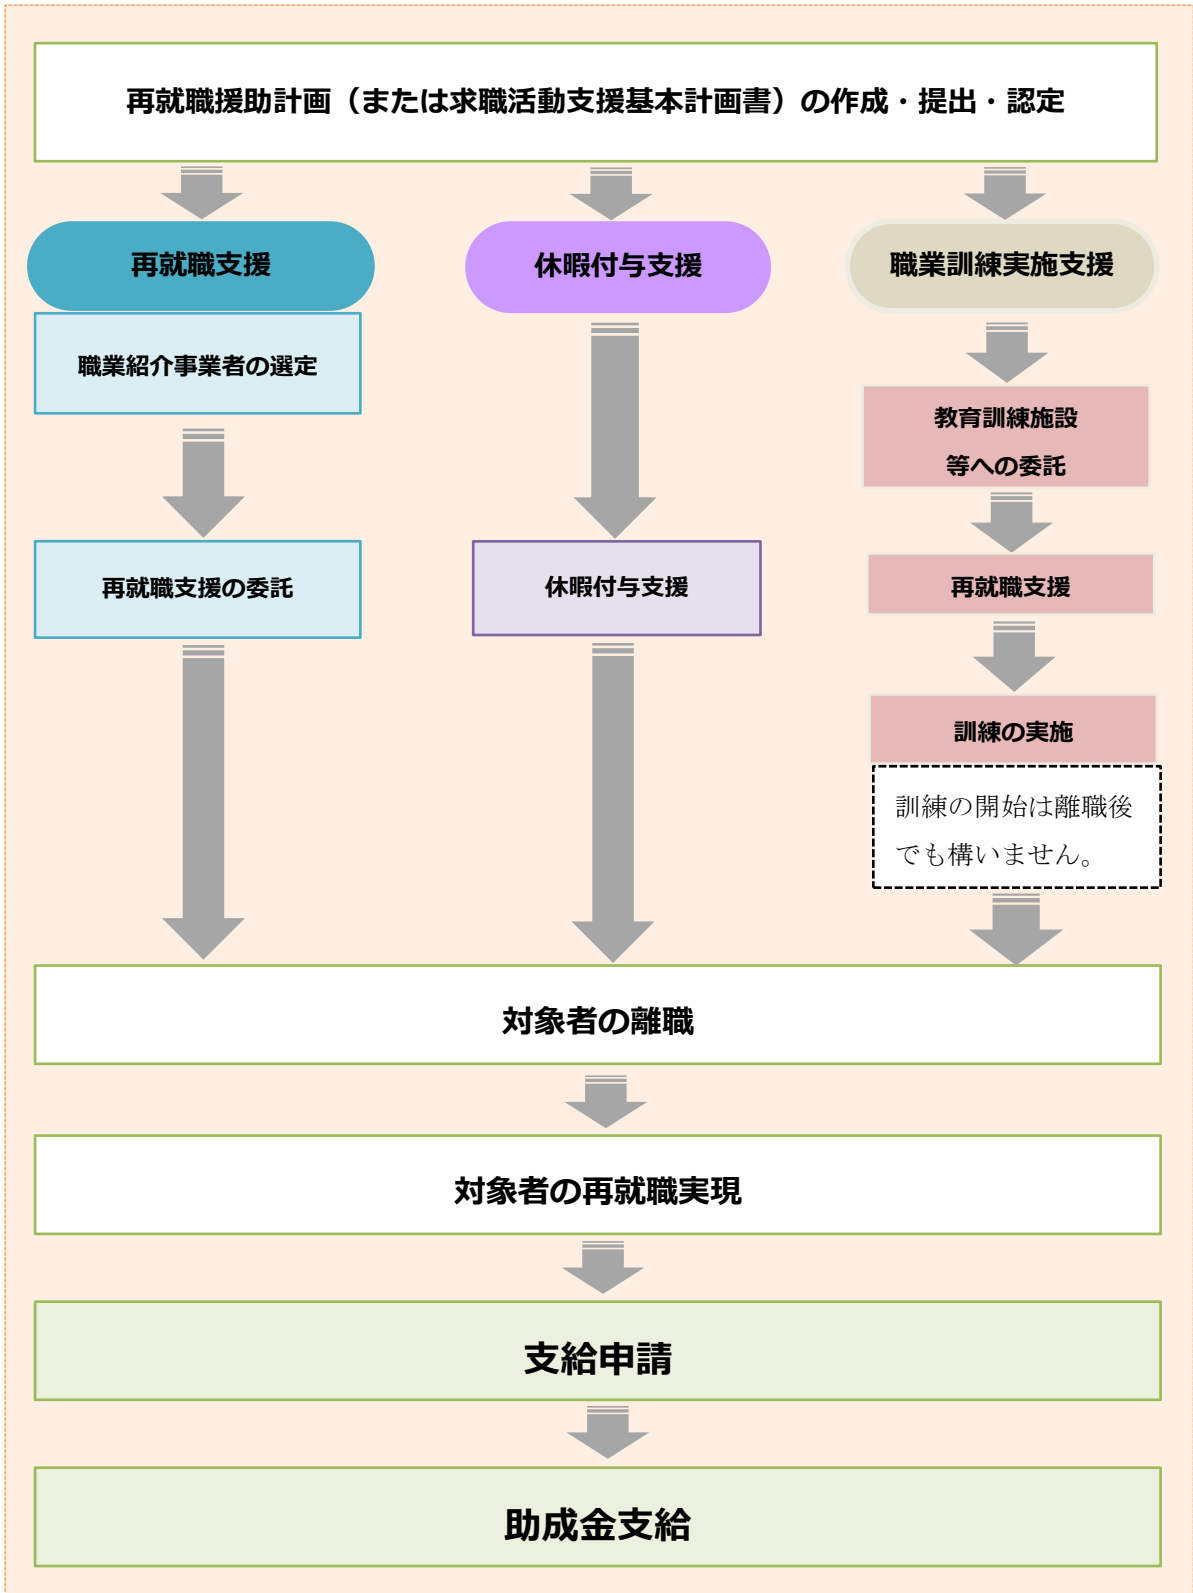 再就職援助計画（または求職活動支援基本計画書）の作成・提出・認定
再就職支援
休暇付与支援
職業訓練実施支援
職業紹介事業者の選定
教育訓練施設
等への委託
再就職支援の委託
休暇付与支援
再就職支援
訓練の実施
訓練の開始は離職後
でも構いません。
対象者の離職
対象者の再就職実現
支給申請
助成金支給